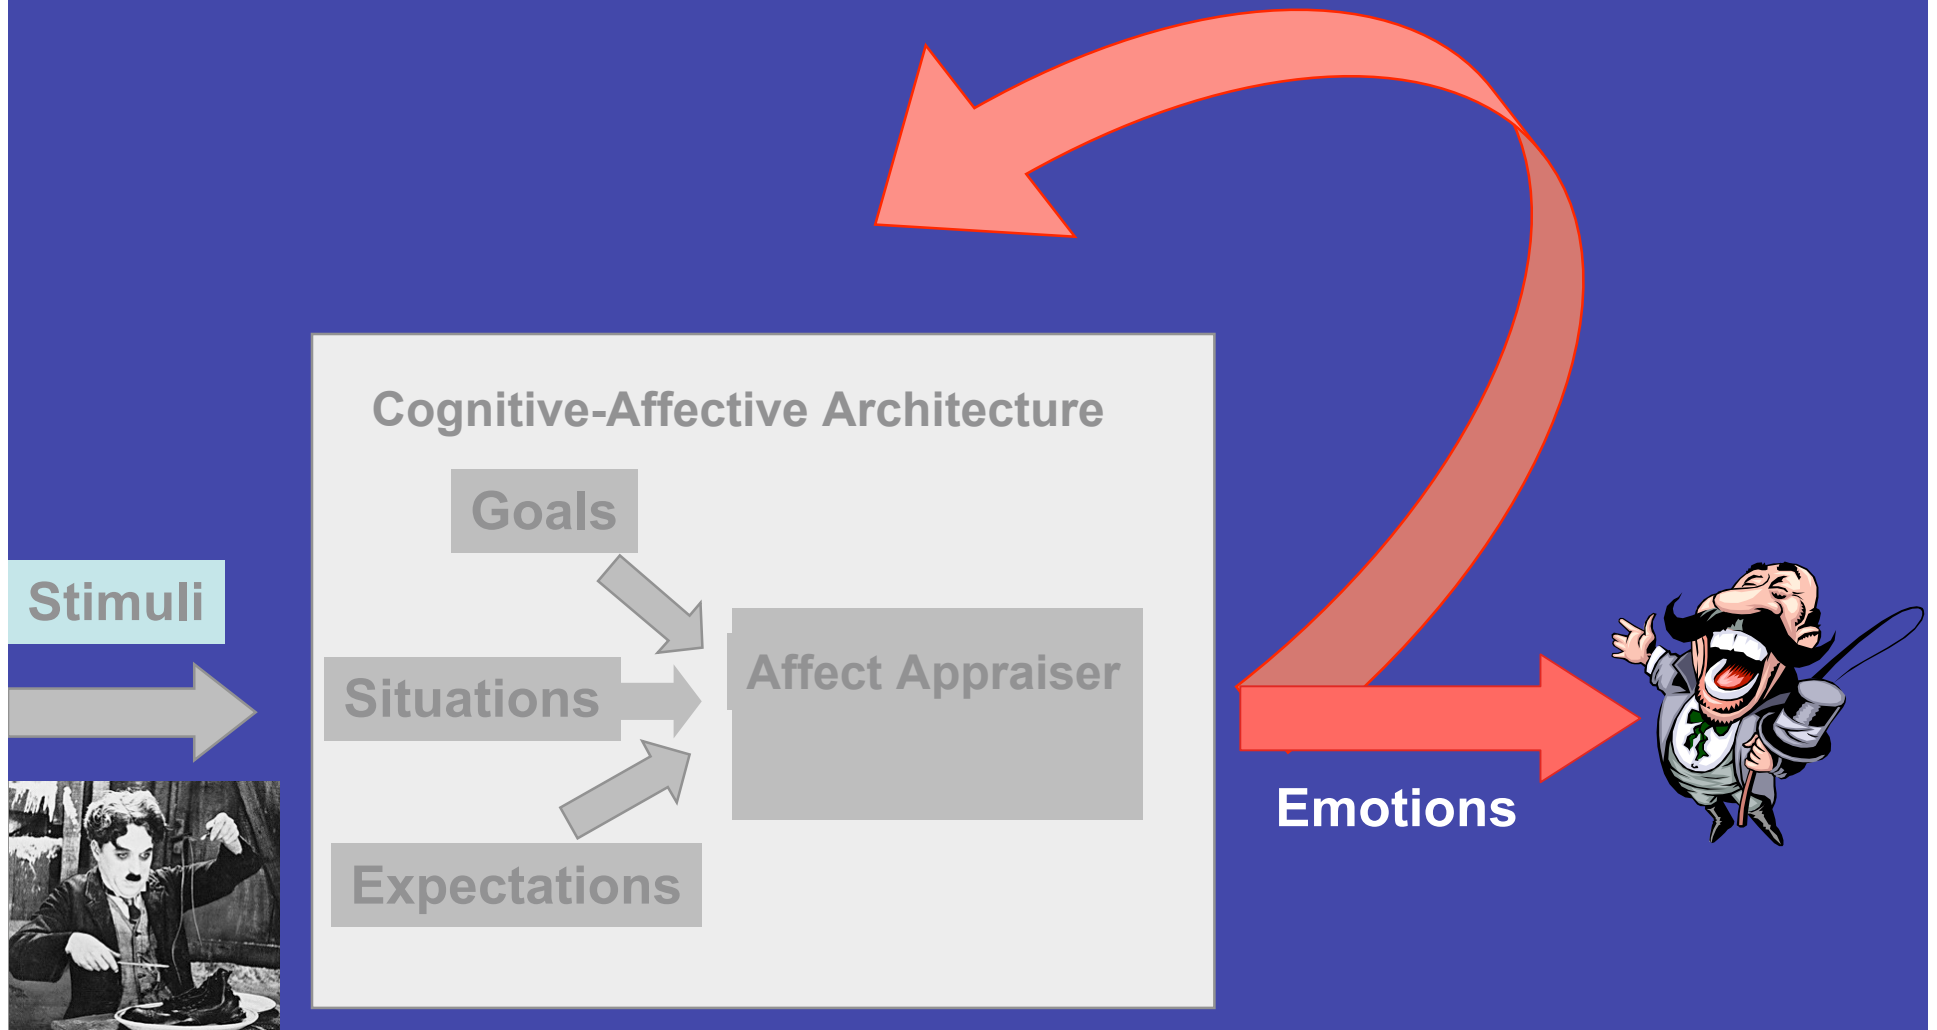 Cognitive-Affective Architecture
Goals
Stimuli
Situations
Affect Appraiser
Expectations
Emotions